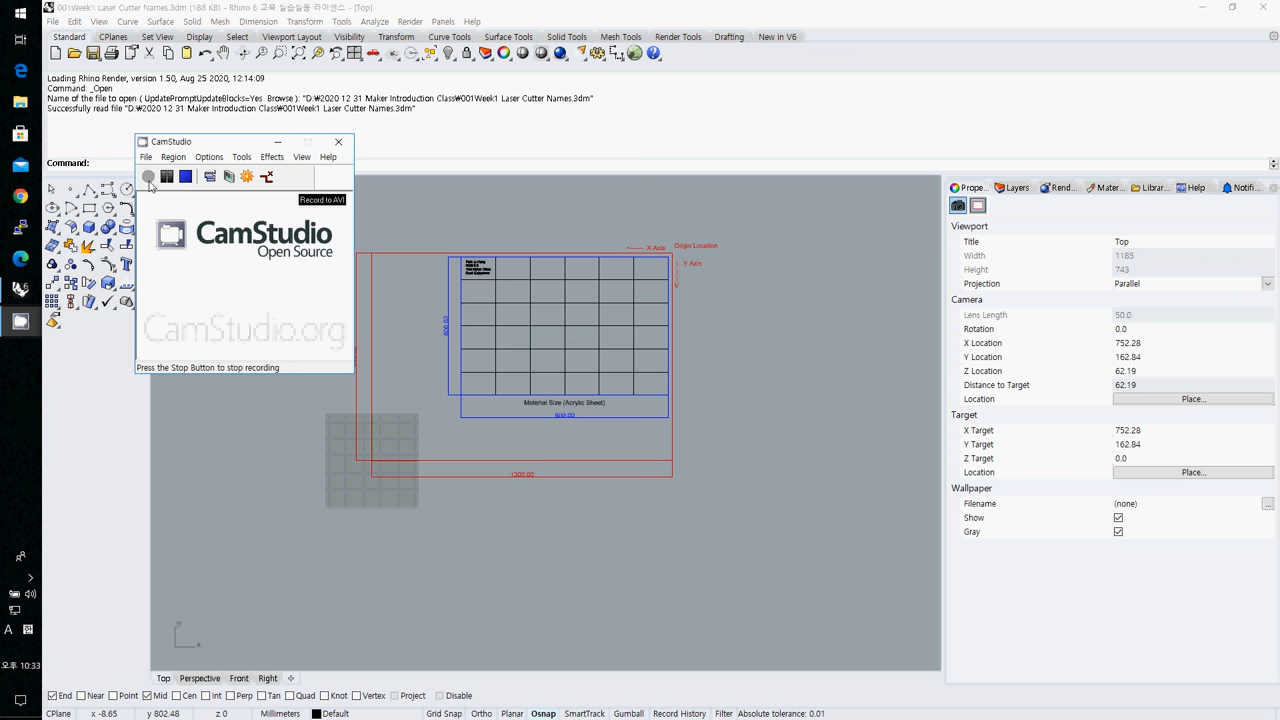 001Week1 Laser Cutter Names.3dm (188 KB) - Rhino 6 교육 실습실용 라이센스 - [Top]
File Edit View Curve Surface Solid Mesh Dimension Transform Tools Analyze Render Panels Help
Standard CPlanes Set View Display Select Viewport Layout Visibility Transform Curve Tools Surface Tools Solid Tools Mesh Tools Render Tools Drafting New in V6
Loading Rhino Render, version 1.50, Aug 25 2020, 12:14:09
Command: _Open
Name of the file to open ( UpdatePromptUpdateBlocks=Yes Browse ): "D:₩2020 12 31 Maker Introduction Class₩001Week1 Laser Cutter Names.3dm"
Successfully read file "D:₩2020 12 31 Maker Introduction Class₩001Week1 Laser Cutter Names.3dm"
Command:
CamStudio
File Region Options Tools Effects View Help
Record to AVI
CamStudio
Open Source
CamStudio.org
Press the Stop Button to stop recording
X Axis
Origin Location
Y Axis
600.00
Material Size (Acrylic Sheet)
900.00
1300.00
Prope... Layers Rend... Mater... Librar... Help Notifi...
Viewport
Title Top
Width 1185
Height 743
Projection Parallel
Camera
Lens Length 50.0
Rotation 0.0
X Location 752.28
Y Location 162.84
Z Location 62.19
Distance to Target 62.19
Location Place...
Target
X Target 752.28
Y Target 162.84
Z Target 0.0
Location Place...
Wallpaper
Filename (none) ...
Show
Gray
A 한
오후 10:33
Top Perspective Front Right
End Near Point Mid Cen Int Perp Tan Quad Knot Vertex Project Disable
CPlane x -8.65 y 802.48 z 0 Millimeters Default Grid Snap Ortho Planar Osnap SmartTrack Gumball Record History Filter Absolute tolerance: 0.01